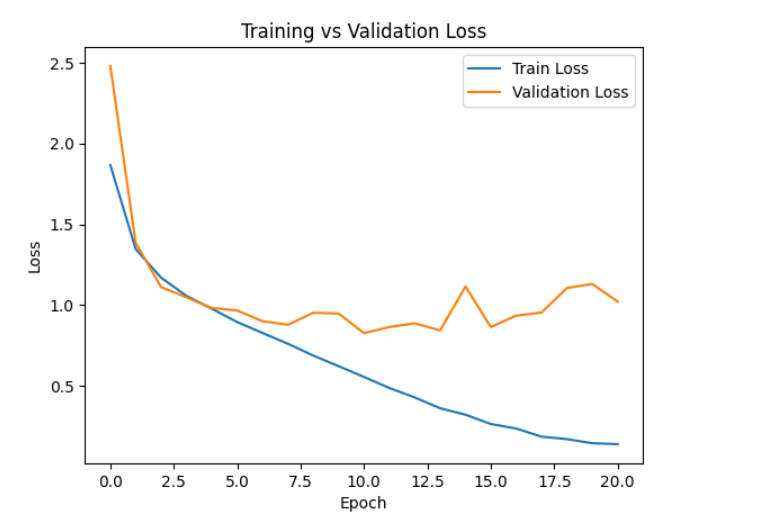 Training vs Validation Loss
Train Loss
Validation Loss
2.5
2.0
1.5
1.0
0.5
Loss
0.0 2.5 5.0 7.5 10.0 12.5 15.0 17.5 20.0
Epoch